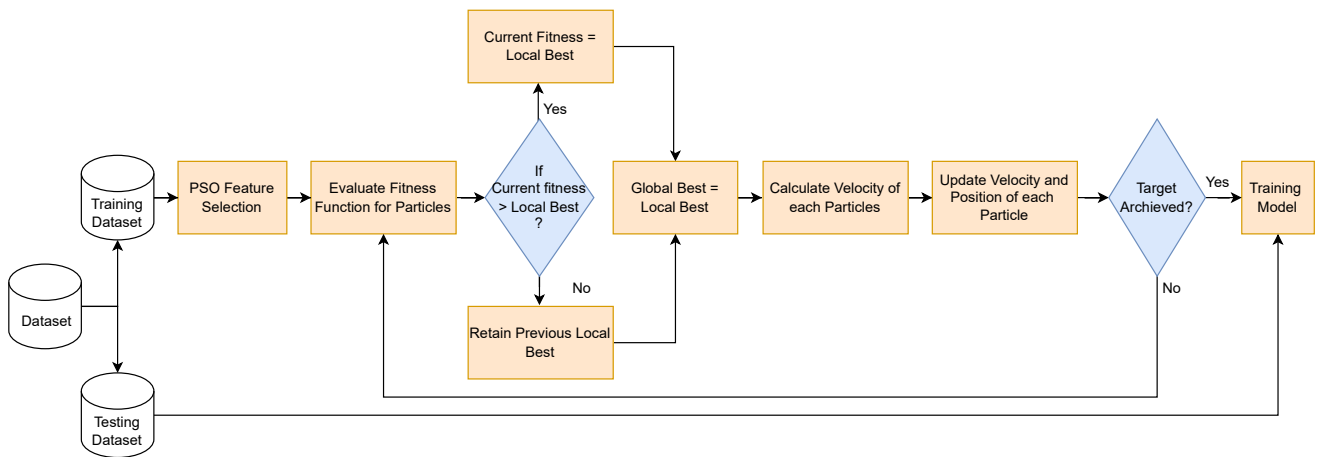 Current Fitness =
Local Best
Yes
If
Current fitness
> Local Best
?
No
Retain Previous Local
Best
Training
Dataset
PSO Feature
Selection
Evaluate Fitness
Function for Particles
Global Best =
Local Best
Calculate Velocity of
each Particles
Update Velocity and
Position of each
Particle
Target
Archieved?
Yes
No
Training
Model
Dataset
Testing
Dataset